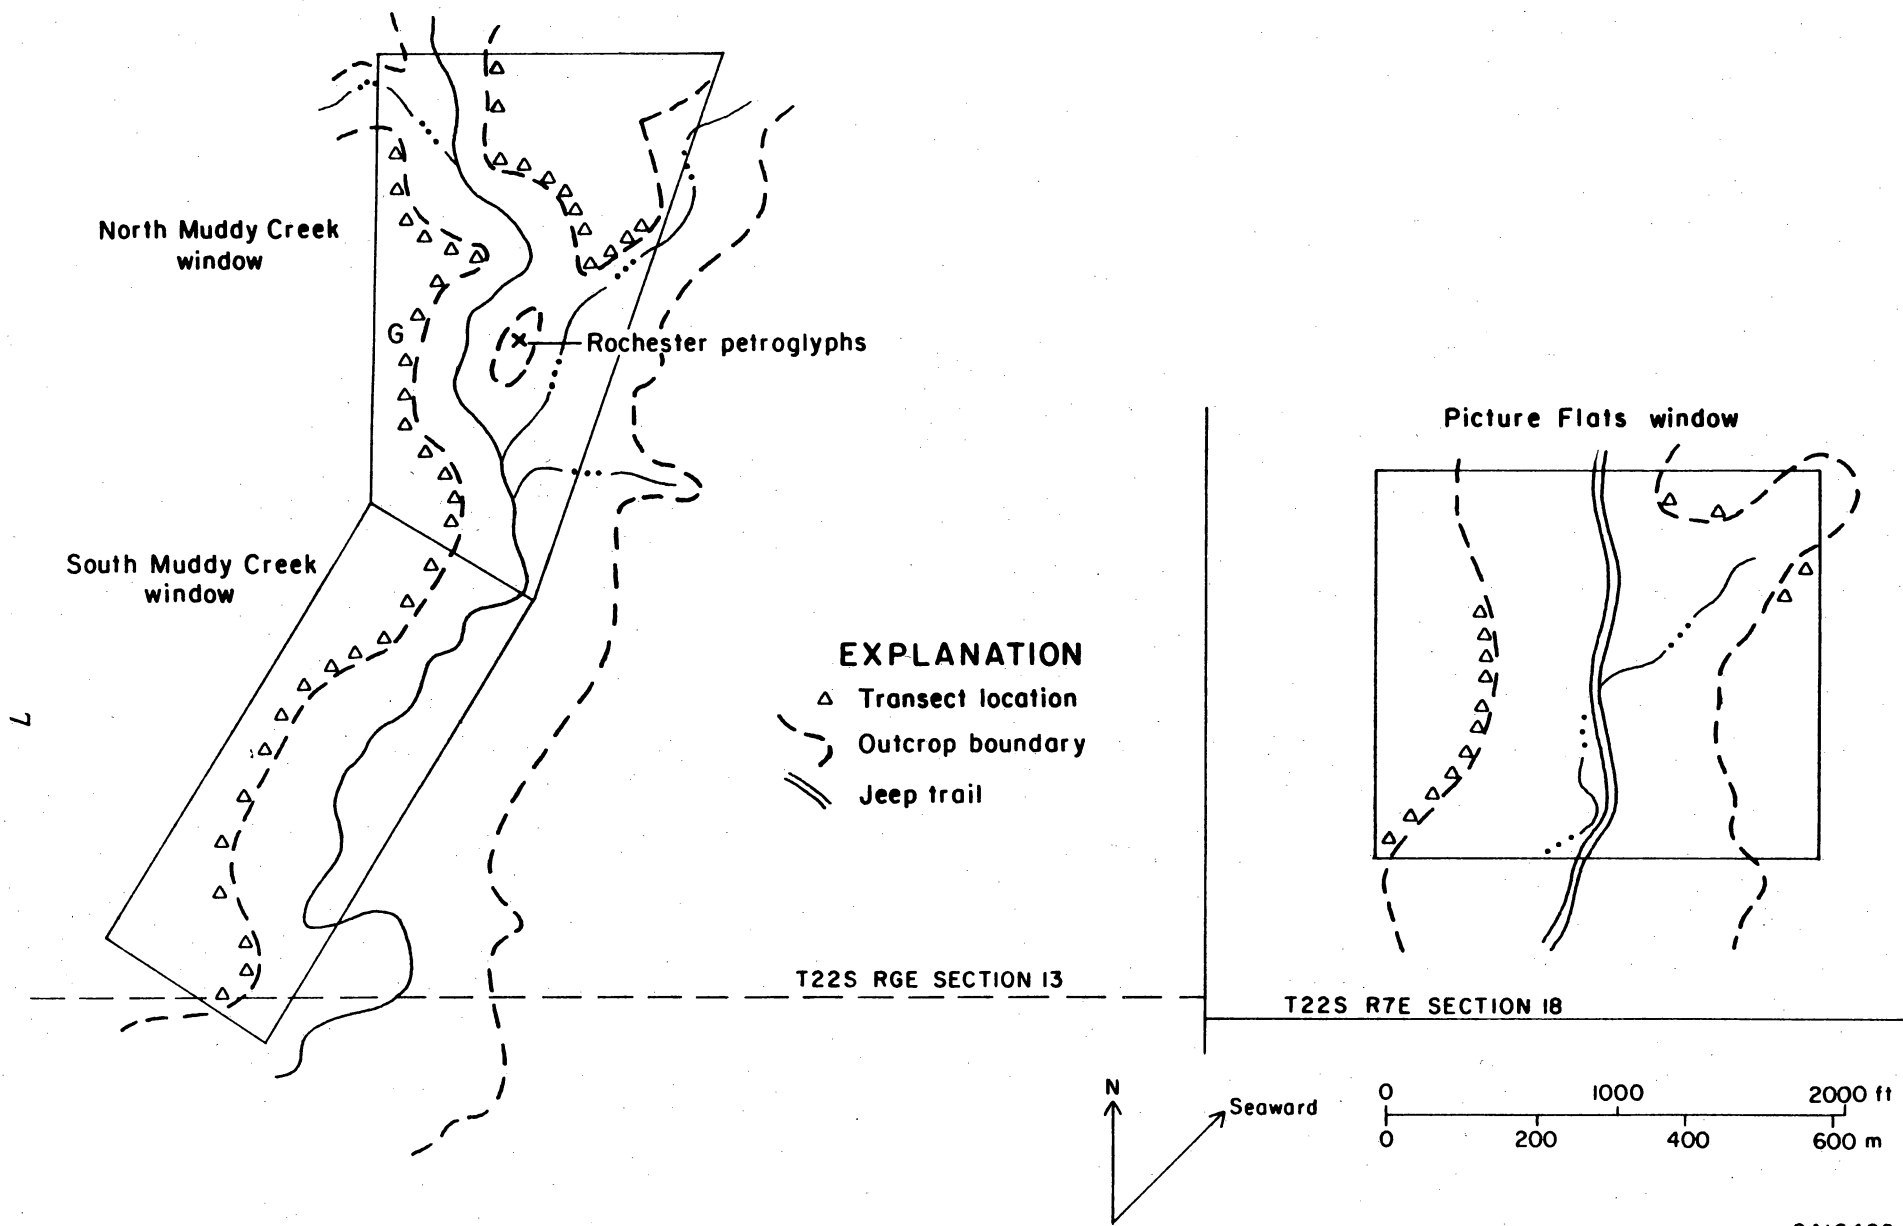 North Muddy Creek
window
G
Rochester petroglyphs
Picture Flats window
South Muddy Creek
window
EXPLANATION
Transect location
Outcrop boundary
Jeep trail
7
T22S RGE SECTION 13
T22S R7E SECTION 18
N
Seaward
0 1000 2000 ft
0 200 400 600 m